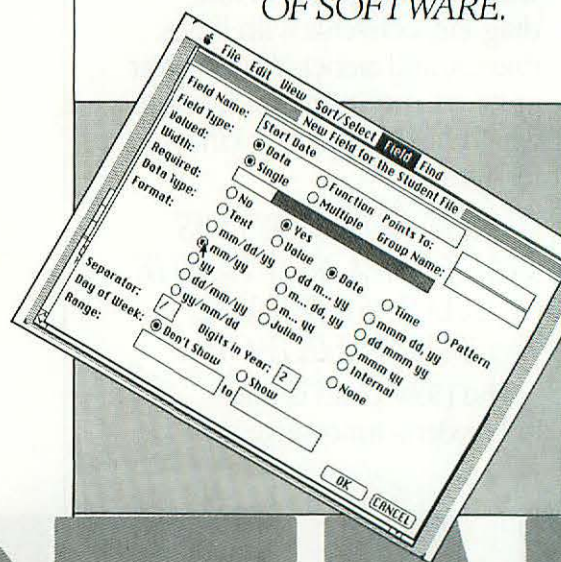 OF SOFTWARE.
File Edit View Sort/Select Field Find
New Field for the Student File
Field Name: Start Date
Field Type: Data Function Points To:
Valued: Single Multiple Group Name:
Width:
Required: No Yes
Data Type: Text Value Date Time Pattern
Format: mm/dd/yy dd m... yy mmm dd, yy
mm/yy m... dd, yy dd mmm yy
yy m... yy mmm yy
dd/mm/yy Julian Internal
yy/mm/dd None
Separator: / Digits in Year: 2
Day of Week: Don't Show Show
Range: to
OK CANCEL